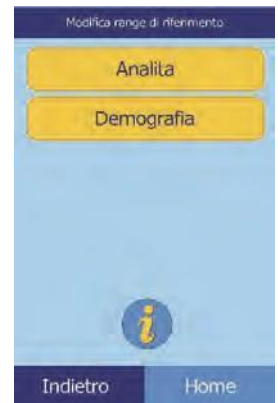 Modifica range di riferimento
Analita
Demografia
i
Indietro Home